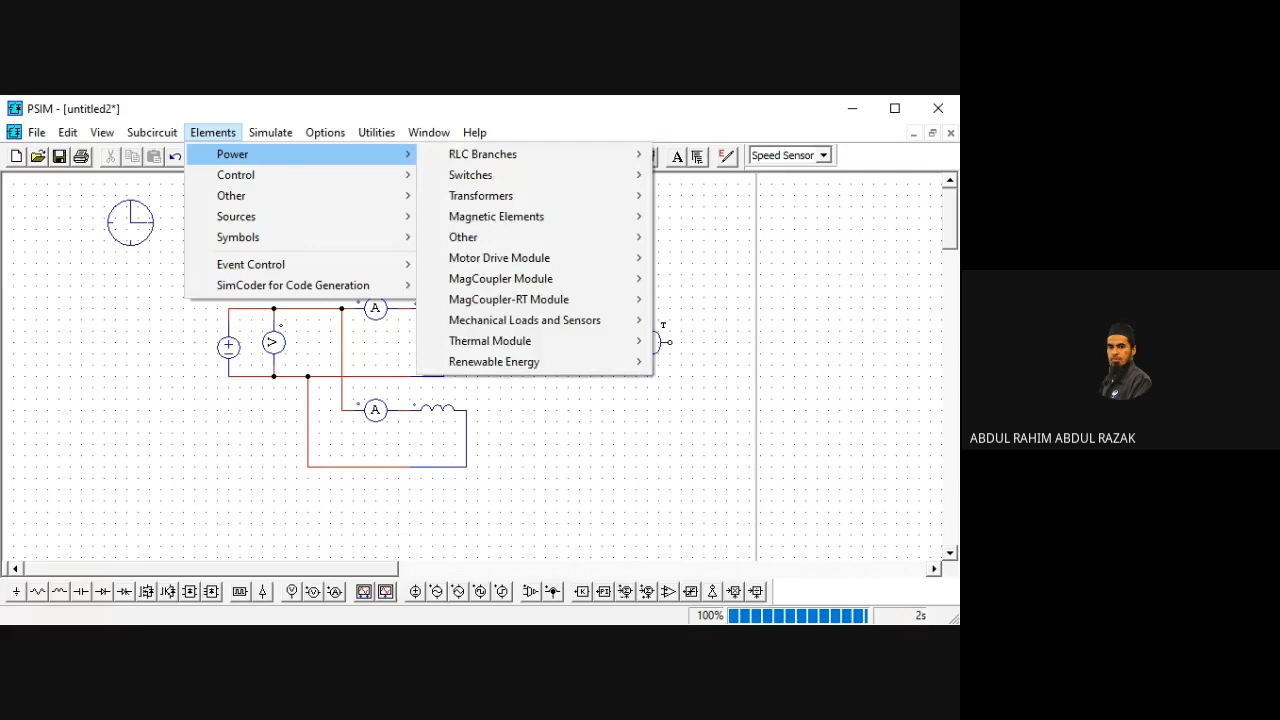 PSIM - [untitled2*]
File Edit View Subcircuit Elements Simulate Options Utilities Window Help
Speed Sensor
Power
Control
Other
Sources
Symbols
Event Control
SimCoder for Code Generation
RLC Branches
Switches
Transformers
Magnetic Elements
Other
Motor Drive Module
MagCoupler Module
MagCoupler-RT Module
Mechanical Loads and Sensors
Thermal Module
Renewable Energy
A
T
V
A
ABDUL RAHIM ABDUL RAZAK
100%
2s